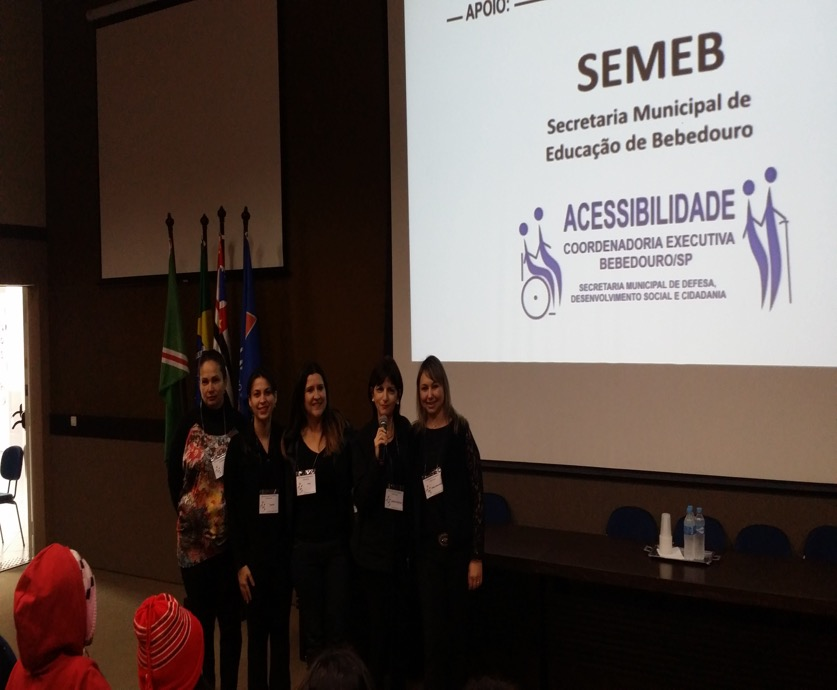 APOIO:
SEMEB
Secretaria Municipal de
Educação de Bebedouro
ACESSIBILIDADE
COORDENADORIA EXECUTIVA
BEBEDOURO/SP
SECRETARIA MUNICIPAL DE DEFESA,
DESENVOLVIMENTO SOCIAL E CIDADANIA